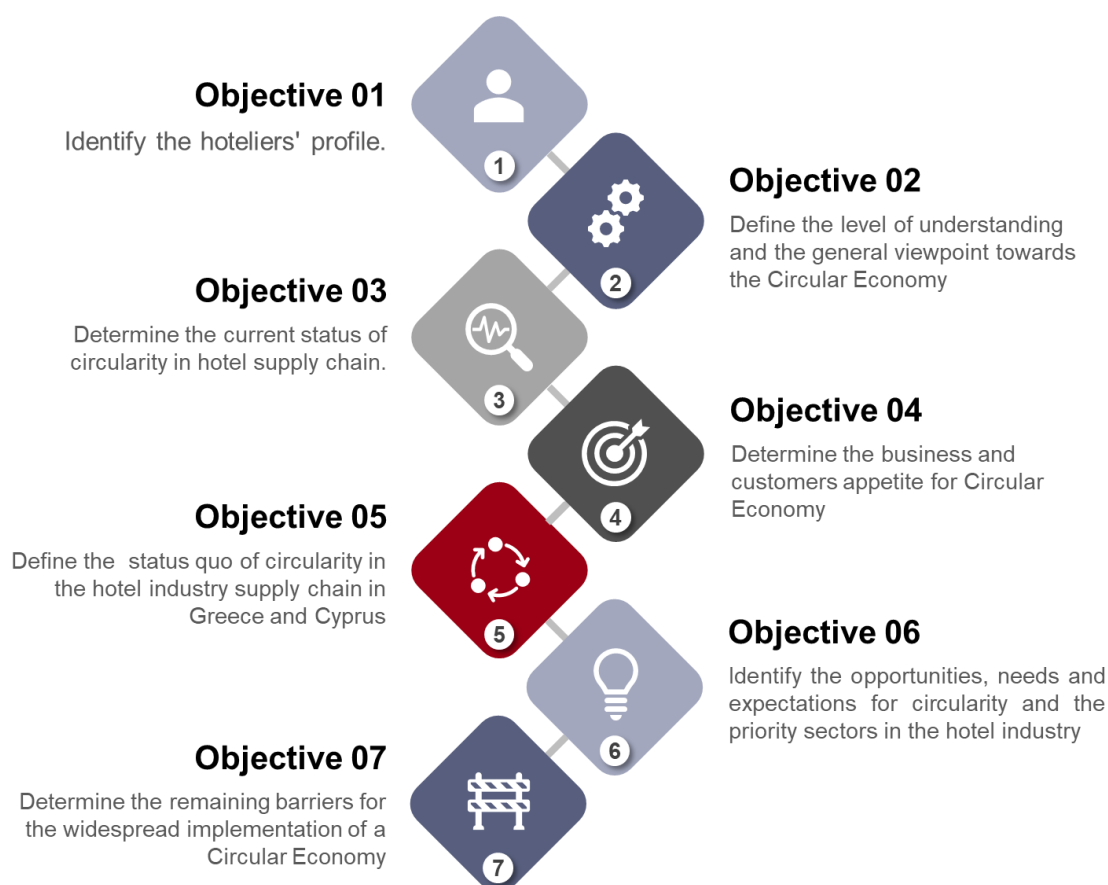 Objective 01
Identify the hoteliers' profile.
1
Objective 02
Define the level of understanding
and the general viewpoint towards
the Circular Economy
2
Objective 03
Determine the current status of
circularity in hotel supply chain.
3
Objective 04
Determine the business and
customers appetite for Circular
Economy
4
Objective 05
Define the status quo of circularity in
the hotel industry supply chain in
Greece and Cyprus
5
Objective 06
Identify the opportunities, needs and
expectations for circularity and the
priority sectors in the hotel industry
6
Objective 07
Determine the remaining barriers for
the widespread implementation of a
Circular Economy
7